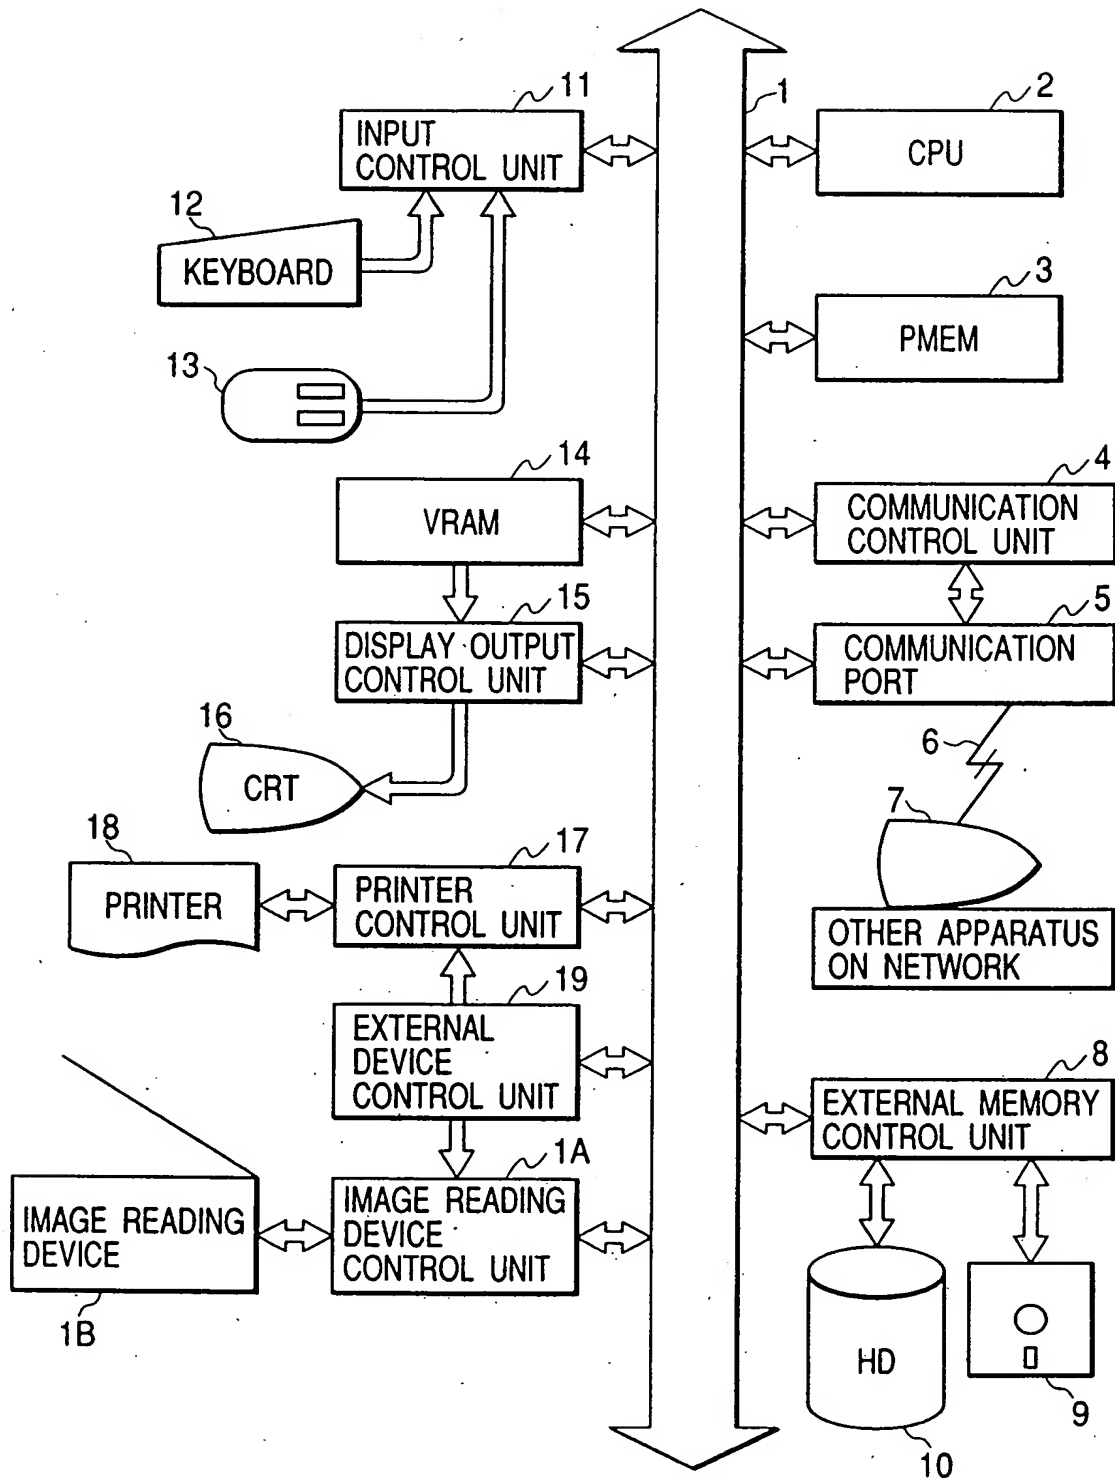 11
INPUT
CONTROL UNIT
1
2
CPU
12
KEYBOARD
3
PMEM
13
14
VRAM
4
COMMUNICATION
CONTROL UNIT
15
DISPLAY OUTPUT
CONTROL UNIT
5
COMMUNICATION
PORT
16
CRT
6
7
18
PRINTER
17
PRINTER
CONTROL UNIT
OTHER APPARATUS
ON NETWORK
19
EXTERNAL
DEVICE
CONTROL UNIT
8
EXTERNAL MEMORY
CONTROL UNIT
1A
IMAGE READING
DEVICE
CONTROL UNIT
IMAGE READING
DEVICE
1B
HD
10
9